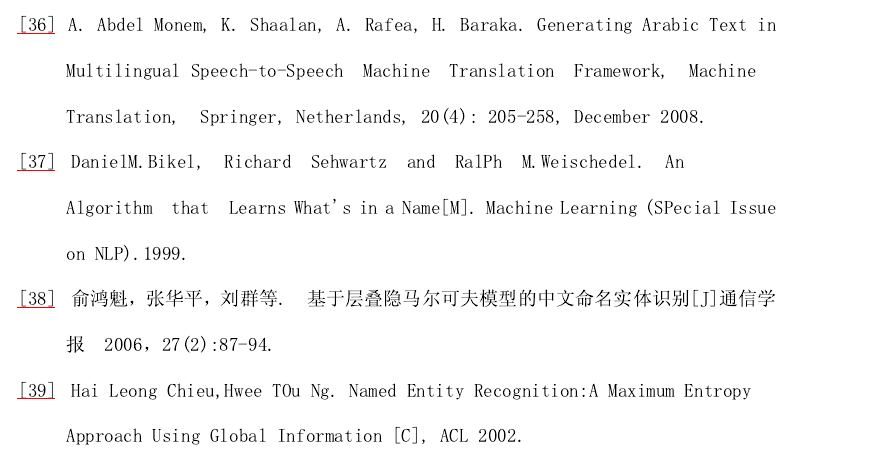 [36] A. Abdel Monem, K. Shaalan, A. Rafea, H. Baraka. Generating Arabic Text in
Multilingual Speech-to-Speech Machine Translation Framework, Machine
Translation, Springer, Netherlands, 20(4): 205-258, December 2008.
[37] DanielM.Bikel, Richard Sehwartz and RalPh M.Weischedel. An
Algorithm that Learns What's in a Name[M]. Machine Learning (SPecial Issue
on NLP).1999.
[38] 俞鸿魁，张华平，刘群等. 基于层叠隐马尔可夫模型的中文命名实体识别[J]通信学
报 2006，27(2):87-94.
[39] Hai Leong Chieu,Hwee TOu Ng. Named Entity Recognition:A Maximum Entropy
Approach Using Global Information [C], ACL 2002.